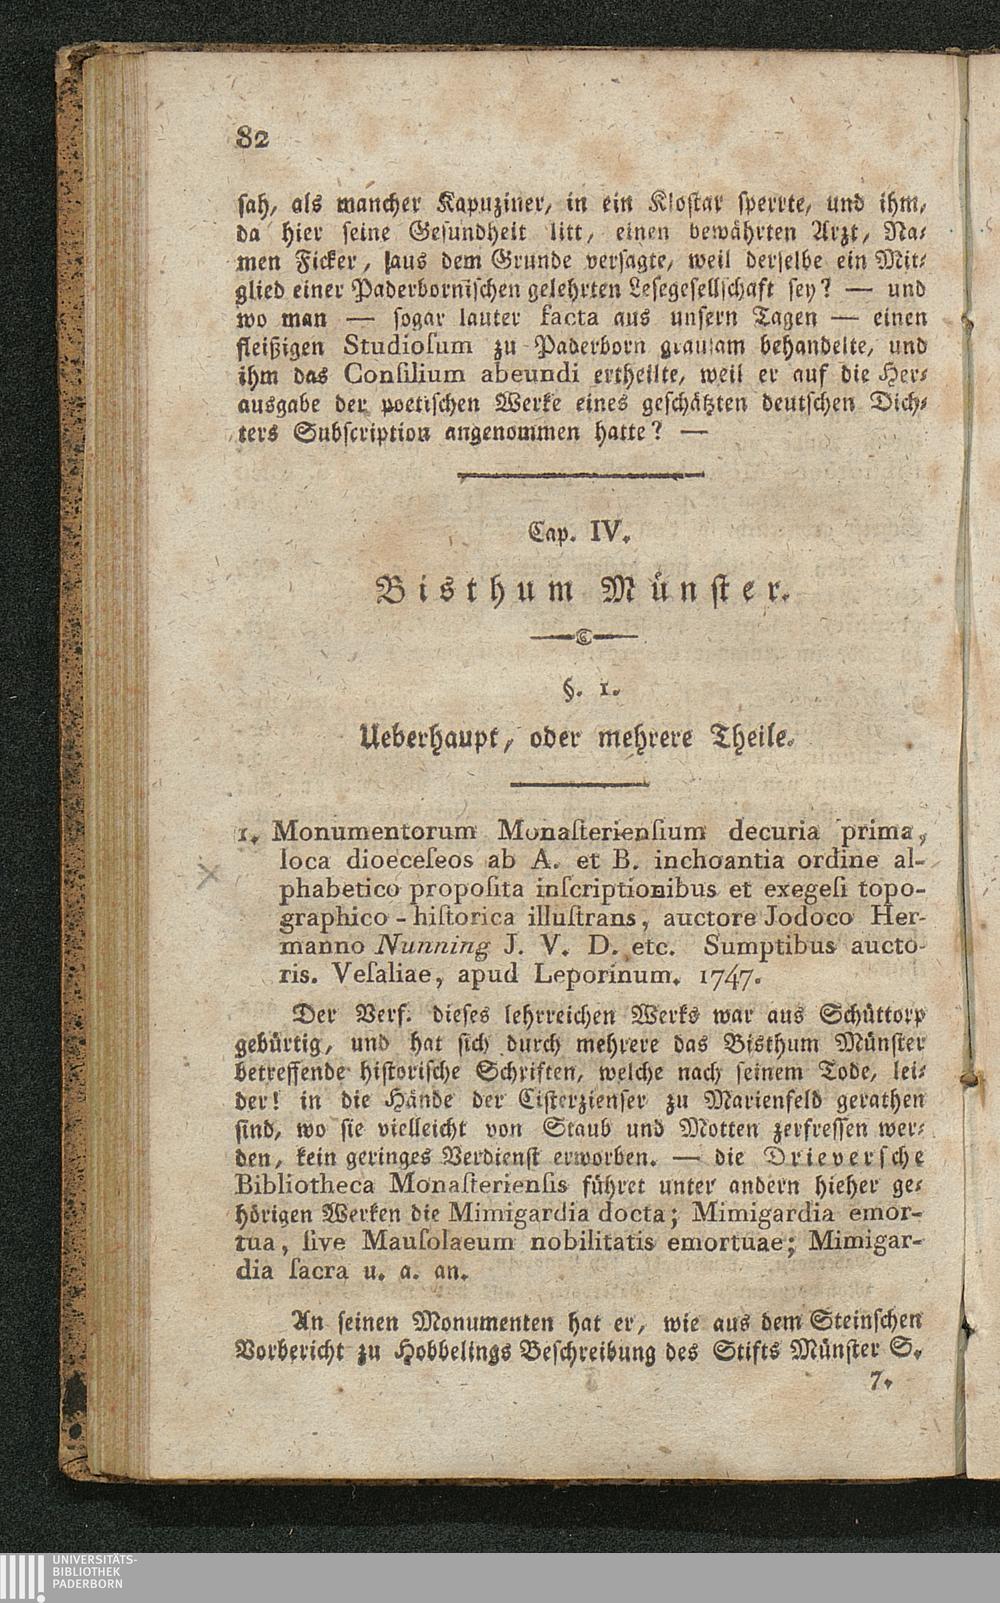 82
ſah, als mancher Kapuziner, in ein Kloſtar ſperrte, und ihm,
da hier ſeine Geſundheit litt, einen bewährten Arzt, Na-
men Ficker, aus dem Grunde verſagte, weil derſelbe ein Mit-
glied einer Paderborniſchen gelehrten Leſegeſellſchaft ſey? — und
wo man — ſogar lauter facta aus unſern Tagen — einen
fleißigen Studioſum zu Paderborn grauſam behandelte, und
ihm das Conſilium abeundi ertheilte, weil er auf die Her-
ausgabe der poetiſchen Werke eines geſchätzten deutſchen Dich-
ters Subſcription angenommen hatte? —
Cap. IV.
Bisthum Münſter.
§. 1.
Ueberhaupt, oder mehrere Theile.
1. Monumentorum Monaſterienſium decuria prima,
loca dioeceſeos ab A. et B. inchoantia ordine al-
phabetico propoſita inſcriptionibus et exegeſi topo-
graphico-hiſtorica illuſtrans, auctore Jodoco Her-
manno Nunning J. V. D. etc. Sumptibus aucto-
ris. Veſaliae, apud Leporinum. 1747.
Der Verf. dieſes lehrreichen Werks war aus Schüttorp
gebürtig, und hat ſich durch mehrere das Bisthum Münſter
betreffende hiſtoriſche Schriften, welche nach ſeinem Tode, lei-
der! in die Hände der Ciſterzienſer zu Marienfeld gerathen
ſind, wo ſie vielleicht von Staub und Motten zerfreſſen wer-
den, kein geringes Verdienſt erworben. — die Drieverſche
Bibliotheca Monaſterienſis führet unter andern hieher ge-
hörigen Werken die Mimigardia docta; Mimigardia emor-
tua, ſive Mauſolaeum nobilitatis emortuae; Mimigar-
dia ſacra u. a. an.
An ſeinen Monumenten hat er, wie aus dem Steinſchen
Vorbericht zu Hobbelings Beſchreibung des Stifts Münſter S.
7.
UNIVERSITÄTS-
BIBLIOTHEK
PADERBORN